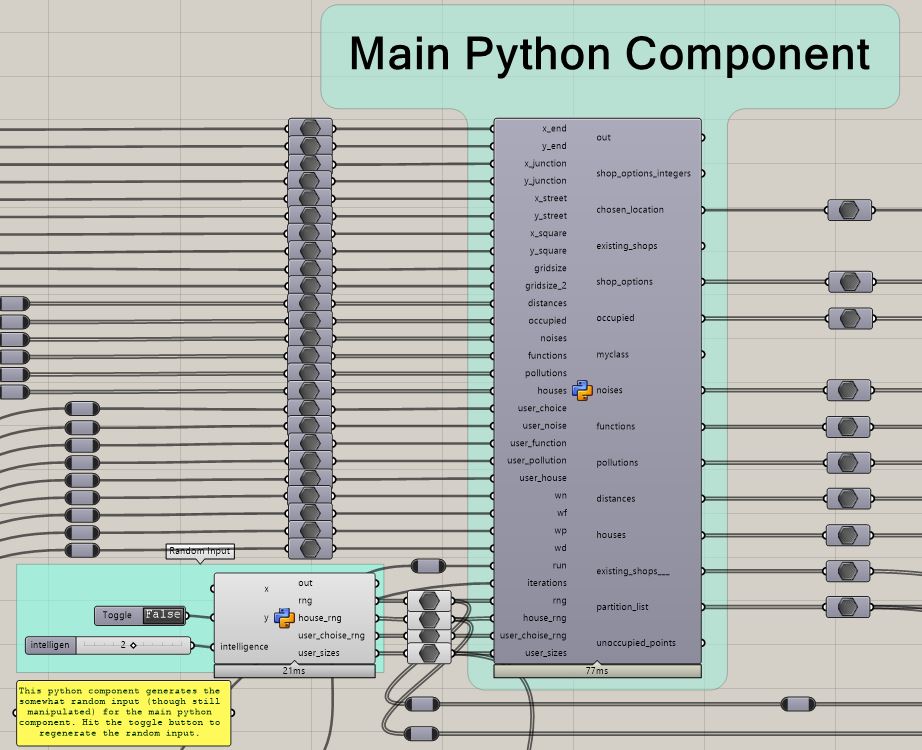 Main Python Component
x_end
y_end
x_junction
y_junction
x_street
y_street
x_square
y_square
gridsize
gridsize_2
distances
occupied
noises
functions
pollutions
houses
user_choice
user_noise
user_function
user_pollution
user_house
wn
wf
wp
wd
run
iterations
rng
house_rng
user_choise_rng
user_sizes
out
shop_options_integers
chosen_location
existing_shops
shop_options
occupied
myclass
noises
functions
pollutions
distances
houses
existing_shops___
partition_list
unoccupied_points
77ms
Random Input
x
y
intelligence
out
rng
house_rng
user_choise_rng
user_sizes
21ms
Toggle False
intelligen 2
This python component generates the
somewhat random input (though still
manipulated) for the main python
component. Hit the toggle button to
regenerate the random input.